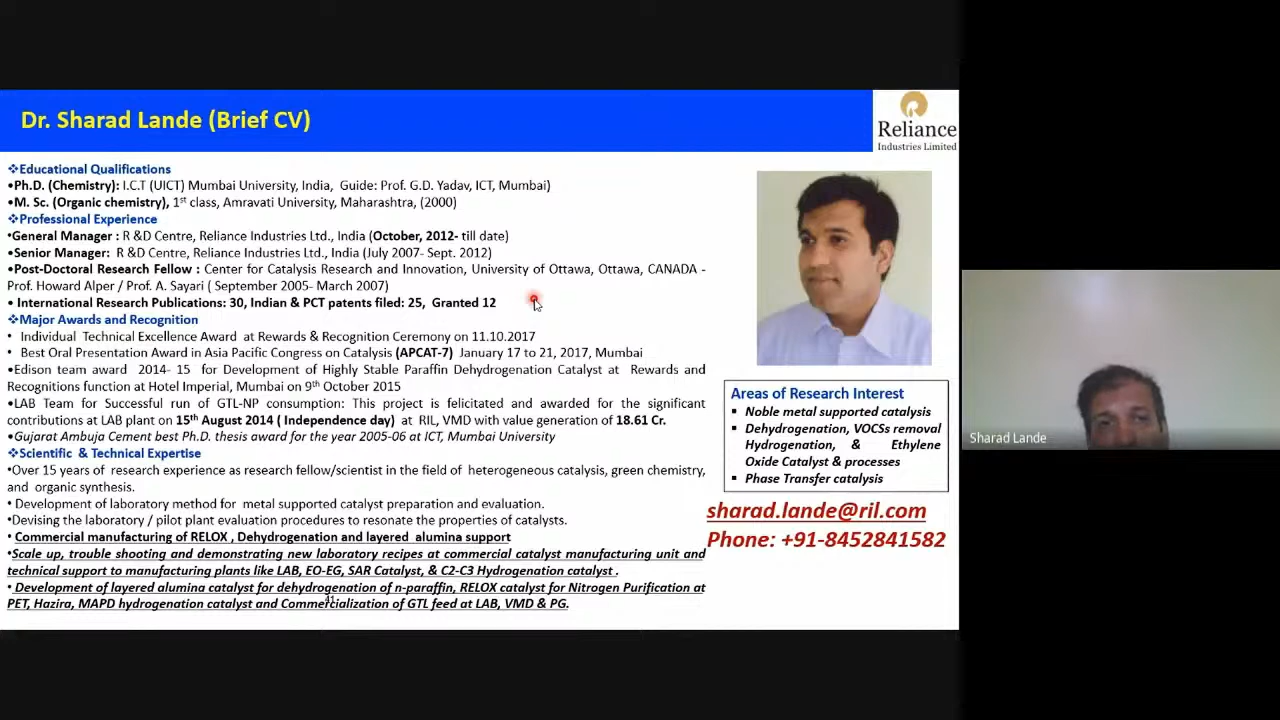 Dr. Sharad Lande (Brief CV)
Reliance
Industries Limited
❖Educational Qualifications
•Ph.D. (Chemistry): I.C.T (UICT) Mumbai University, India, Guide: Prof. G.D. Yadav, ICT, Mumbai)
•M. Sc. (Organic chemistry), 1st class, Amravati University, Maharashtra, (2000)
❖Professional Experience
•General Manager : R &D Centre, Reliance Industries Ltd., India (October, 2012- till date)
•Senior Manager: R &D Centre, Reliance Industries Ltd., India (July 2007- Sept. 2012)
•Post-Doctoral Research Fellow : Center for Catalysis Research and Innovation, University of Ottawa, Ottawa, CANADA -
Prof. Howard Alper / Prof. A. Sayari ( September 2005- March 2007)
• International Research Publications: 30, Indian & PCT patents filed: 25, Granted 12
❖Major Awards and Recognition
• Individual Technical Excellence Award at Rewards & Recognition Ceremony on 11.10.2017
• Best Oral Presentation Award in Asia Pacific Congress on Catalysis (APCAT-7) January 17 to 21, 2017, Mumbai
•Edison team award 2014- 15 for Development of Highly Stable Paraffin Dehydrogenation Catalyst at Rewards and
Recognitions function at Hotel Imperial, Mumbai on 9th October 2015
•LAB Team for Successful run of GTL-NP consumption: This project is felicitated and awarded for the significant
contributions at LAB plant on 15th August 2014 ( Independence day) at RIL, VMD with value generation of 18.61 Cr.
•Gujarat Ambuja Cement best Ph.D. thesis award for the year 2005-06 at ICT, Mumbai University
❖Scientific & Technical Expertise
•Over 15 years of research experience as research fellow/scientist in the field of heterogeneous catalysis, green chemistry,
and organic synthesis.
•Development of laboratory method for metal supported catalyst preparation and evaluation.
•Devising the laboratory / pilot plant evaluation procedures to resonate the properties of catalysts.
• Commercial manufacturing of RELOX , Dehydrogenation and layered alumina support
•Scale up, trouble shooting and demonstrating new laboratory recipes at commercial catalyst manufacturing unit and
technical support to manufacturing plants like LAB, EO-EG, SAR Catalyst, & C2-C3 Hydrogenation catalyst .
• Development of layered alumina catalyst for dehydrogenation of n-paraffin, RELOX catalyst for Nitrogen Purification at
PET, Hazira, MAPD hydrogenation catalyst and Commercialization of GTL feed at LAB, VMD & PG.
41
Areas of Research Interest
▪ Noble metal supported catalysis
▪ Dehydrogenation, VOCSs removal
Hydrogenation, & Ethylene
Oxide Catalyst & processes
▪ Phase Transfer catalysis
sharad.lande@ril.com
Phone: +91-8452841582
Sharad Lande